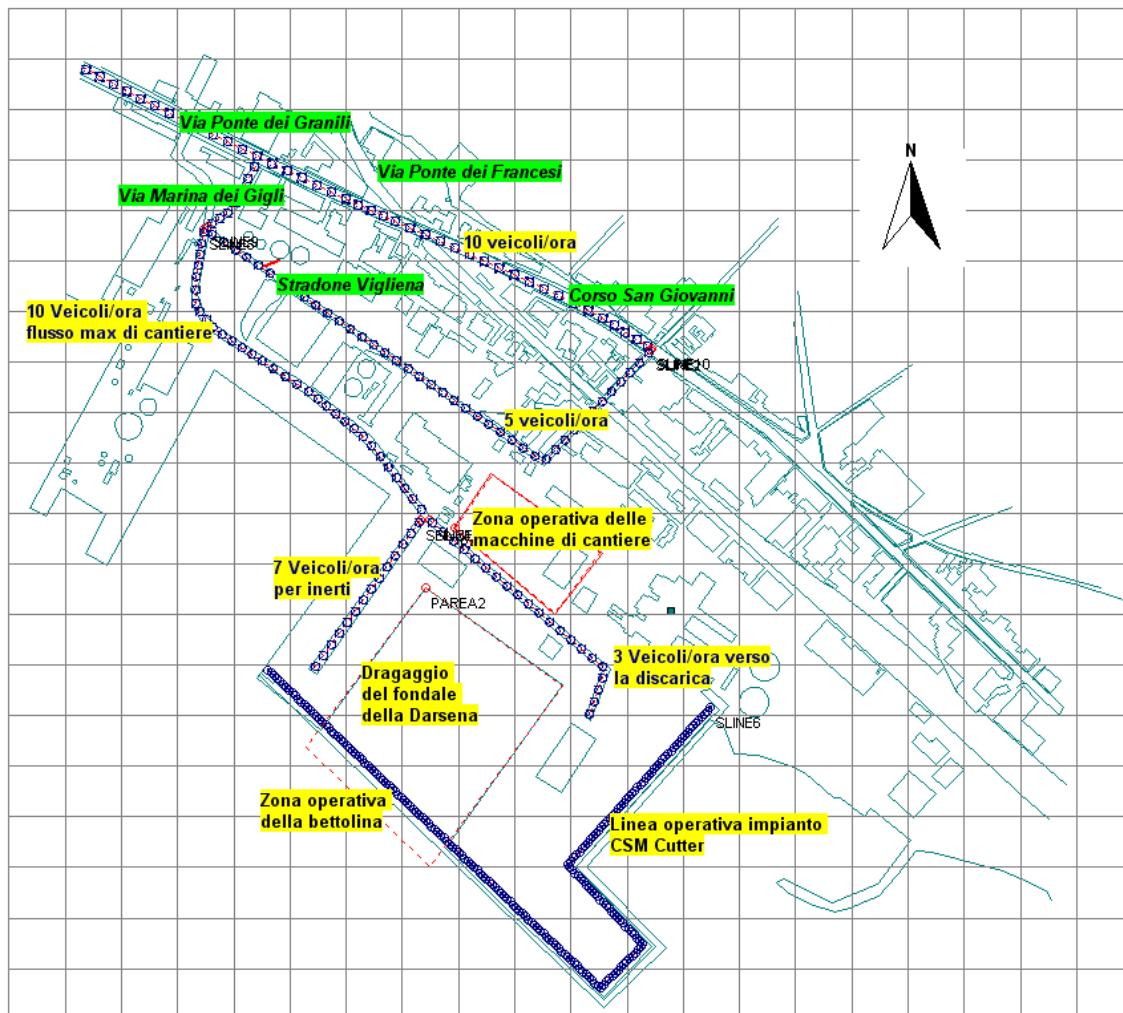 Via Ponte dei Granili
N
Via Ponte dei Francesi
Via Marina dei Gigli
10 veicoli/ora
Stradone Vigliena
Corso San Giovanni
10 Veicoli/ora
flusso max di cantiere
5 veicoli/ora
Zona operativa delle
macchine di cantiere
7 Veicoli/ora
per inerti
PAREA2
3 Veicoli/ora verso
la discarica
Dragaggio
del fondale
della Darsena
SLINE6
Zona operativa
della bettolina
Linea operativa impianto
CSM Cutter